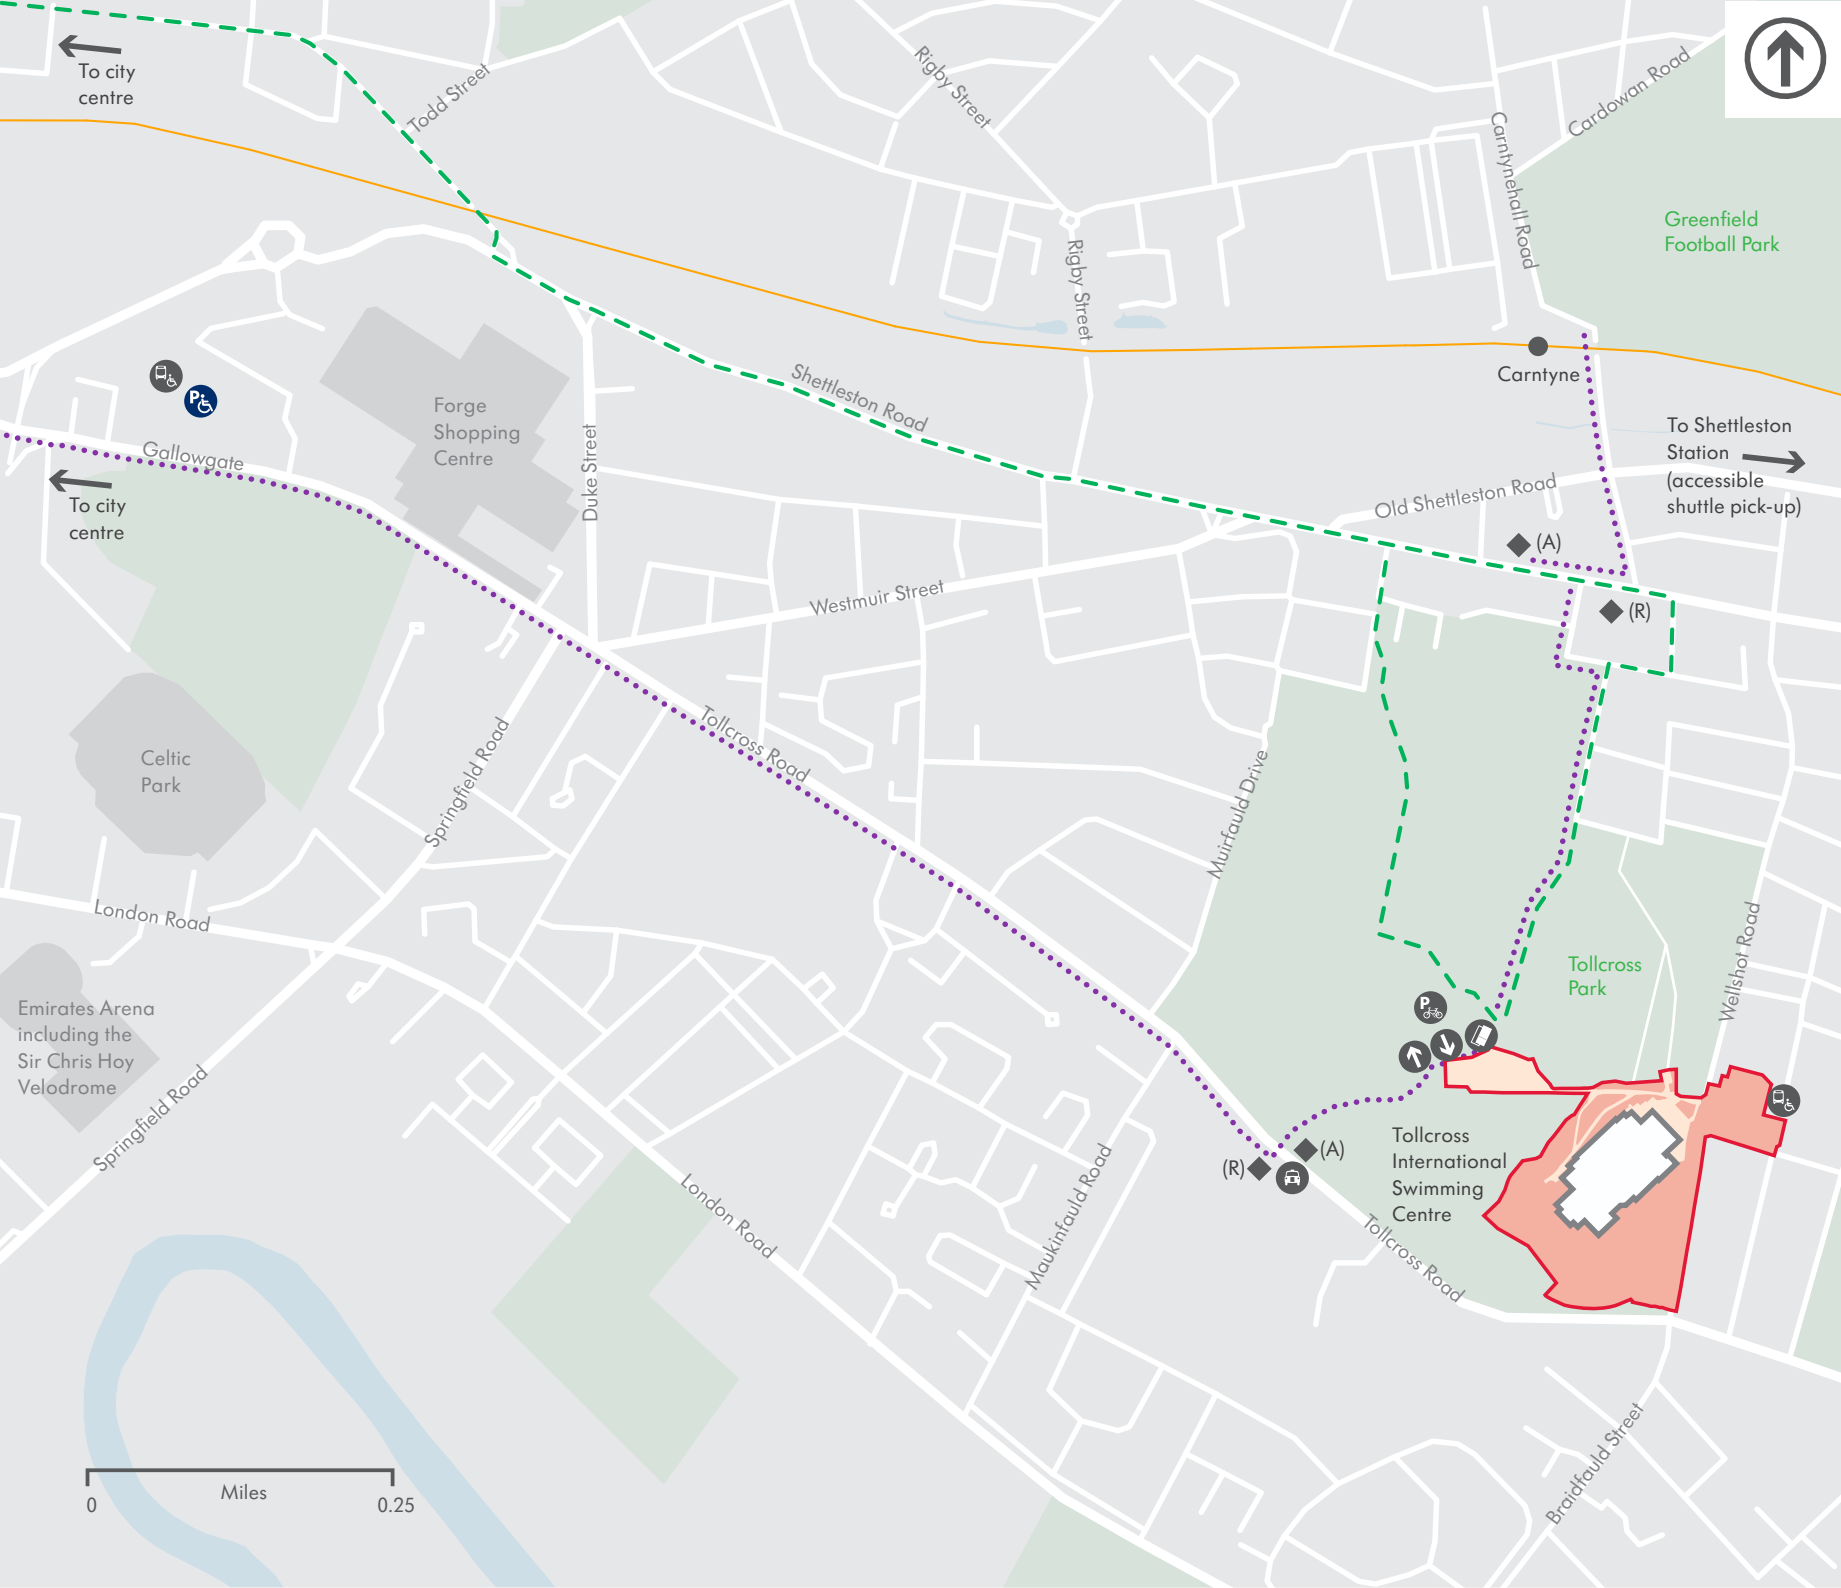 To city
centre
Todd Street
Rigby Street
Cardowan Road
Carntynehall Road
Greenfield
Football Park
Rigby Street
Carntyne
Shettleston Road
Forge
Shopping
Centre
P
Gallowgate
To city
centre
Duke Street
To Shettleston
Station
(accessible
shuttle pick-up)
Old Shettleston Road
(A)
(R)
Westmuir Street
Celtic
Park
Springfield Road
Tollcross Road
Muirfauld Drive
London Road
Tollcross
Park
Wellshot Road
P
Emirates Arena
including the
Sir Chris Hoy
Velodrome
Springfield Road
(R)
(A)
Tollcross
International
Swimming
Centre
London Road
Maukinfauld Road
Tollcross Road
Braidfauld Street
Miles
0
0.25